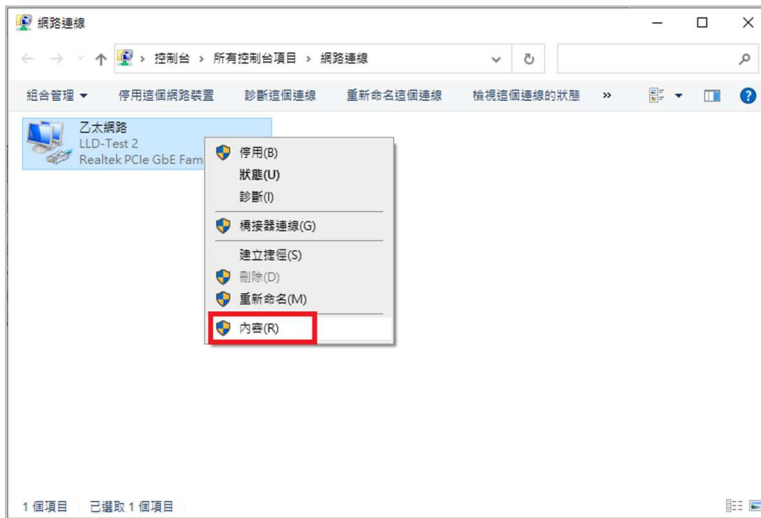 網路連線
控制台 › 所有控制台項目 › 網路連線
組合管理 停用這個網路裝置 診斷這個連線 重新命名這個連線 檢視這個連線的狀態 »
乙太網路
LLD-Test 2
Realtek PCIe GbE Fam
停用(B)
狀態(U)
診斷(I)
橋接器連線(G)
建立捷徑(S)
刪除(D)
重新命名(M)
內容(R)
1 個項目 已選取 1 個項目